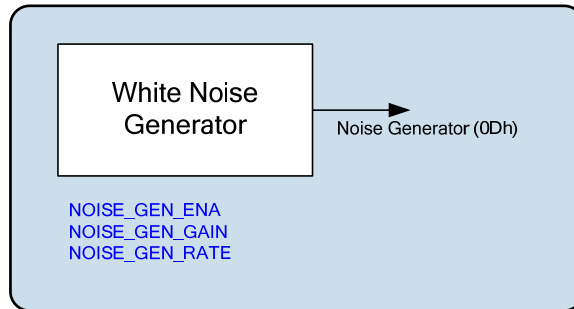 White Noise
Generator
Noise Generator (0Dh)
NOISE_GEN_ENA
NOISE_GEN_GAIN
NOISE_GEN_RATE